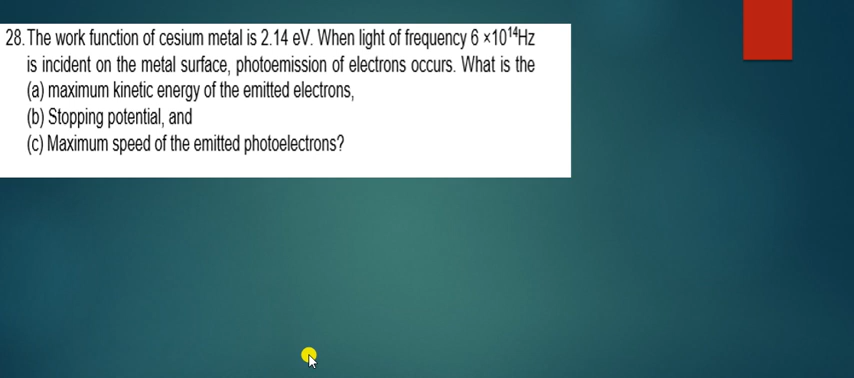 28. The work function of cesium metal is 2.14 eV. When light of frequency 6 ×10¹⁴Hz
is incident on the metal surface, photoemission of electrons occurs. What is the
(a) maximum kinetic energy of the emitted electrons,
(b) Stopping potential, and
(c) Maximum speed of the emitted photoelectrons?